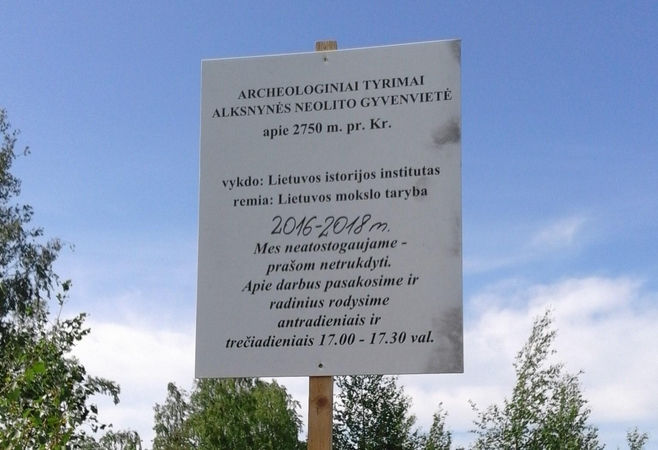 ARCHEOLOGINIAI TYRIMAI
ALKSNYNĖS NEOLITO GYVENVIETĖ
apie 2750 m. pr. Kr.
vykdo: Lietuvos istorijos institutas
remia: Lietuvos mokslo taryba
2016-2018 m.
Mes neatostogaujame -
prašom netrukdyti.
Apie darbus pasakosime ir
radinius rodysime
antradieniais ir
trečiadieniais 17.00 - 17.30 val.